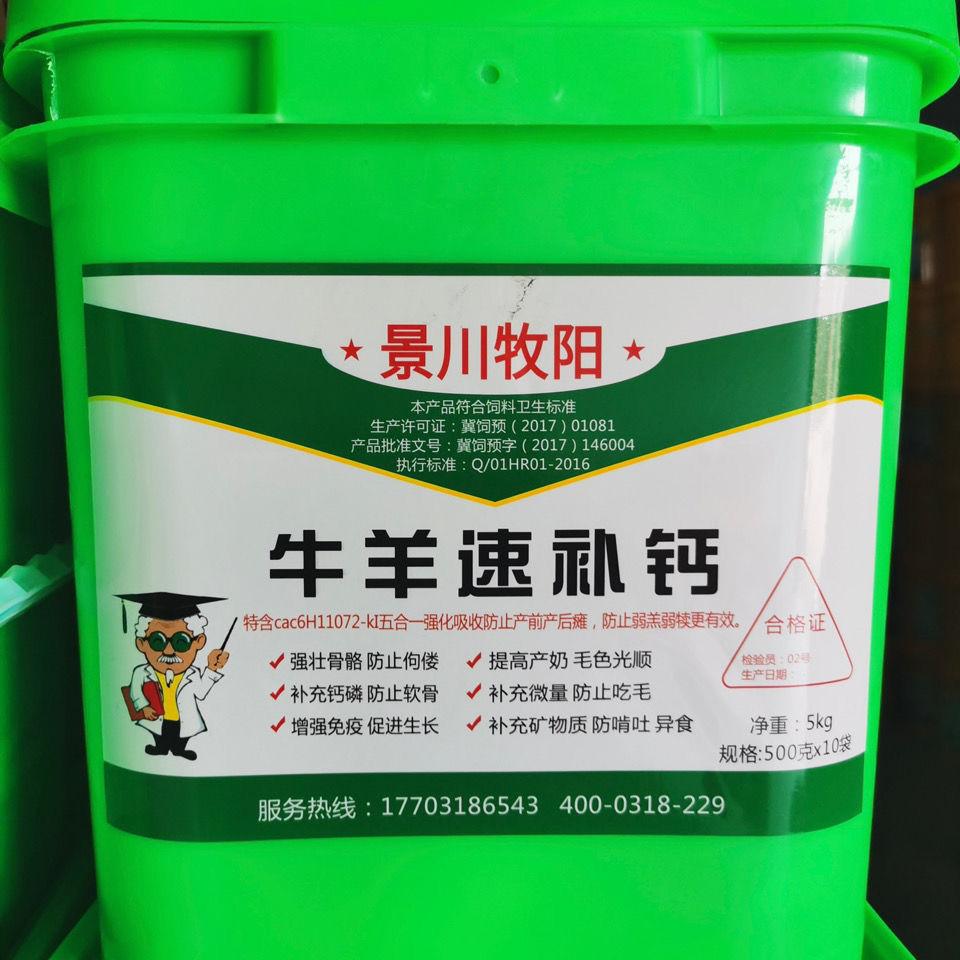 ★ 景川牧阳 ★
本产品符合饲料卫生标准
生产许可证：冀饲预（2017）01081
产品批准文号：冀饲预字（2017）146004
执行标准：Q/01HR01-2016
牛羊速补钙
特含cac6H11072-kI五合一强化吸收防止产前产后瘫，防止弱羔弱犊更有效。
✓ 强壮骨骼 防止佝偻 ✓ 提高产奶 毛色光顺
✓ 补充钙磷 防止软骨 ✓ 补充微量 防止吃毛
✓ 增强免疫 促进生长 ✓ 补充矿物质 防啃吐 异食
合格证
检验员：02号
生产日期：
净重：5kg
规格:500克x10袋
服务热线：17703186543 400-0318-229